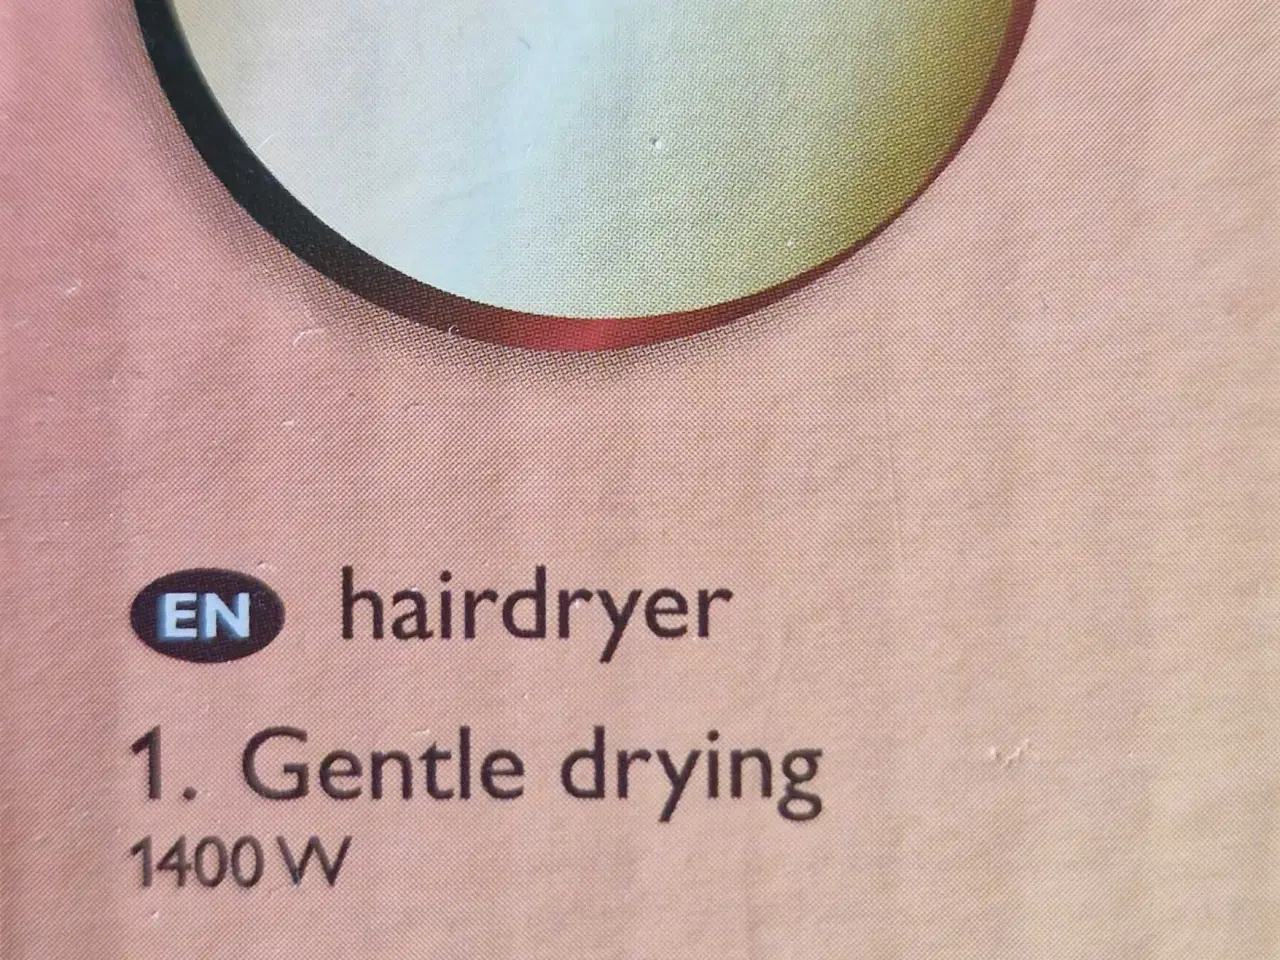 EN hairdryer
1. Gentle drying
1400 W